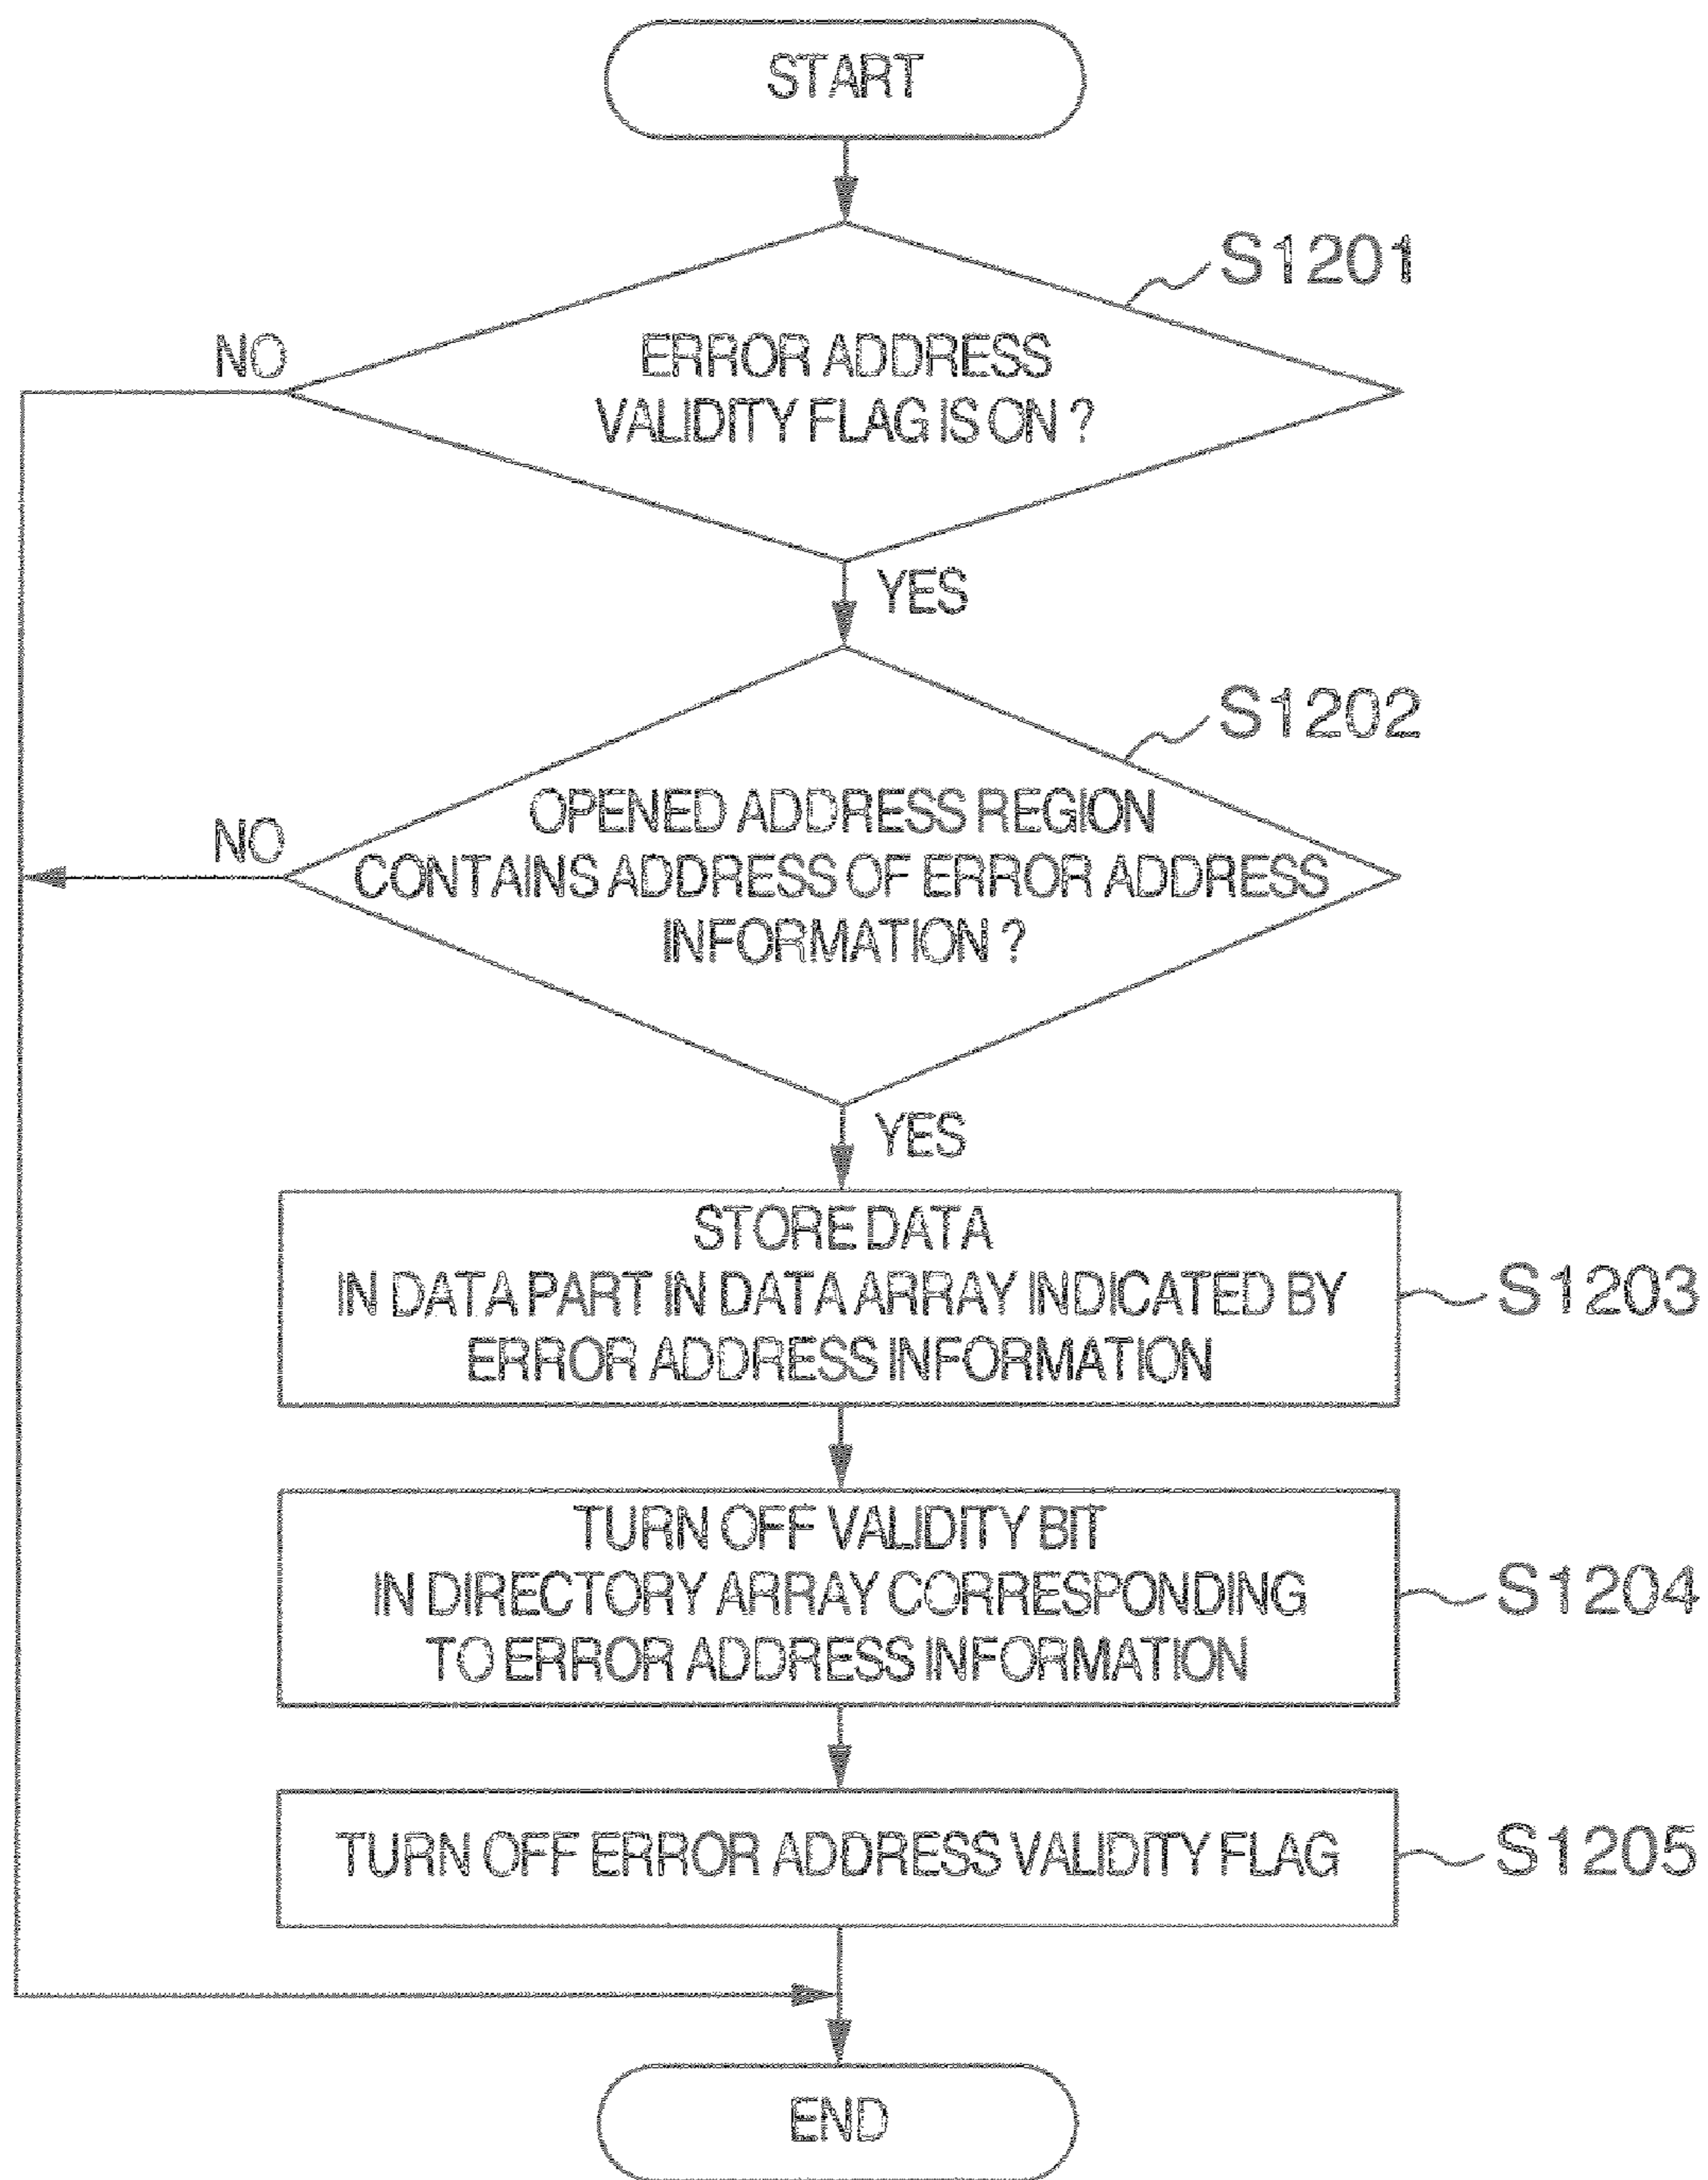 START
S1201
NO
ERROR ADDRESS
VALIDITY FLAG IS ON ?
YES
S1202
OPENED ADDRESS REGION
NO
CONTAINS ADDRESS OF ERROR ADDRESS
INFORMATION ?
YES
STORE DATA
IN DATA PART IN DATA ARRAY INDICATED BY
ERROR ADDRESS INFORMATION
S1203
TURN OFF VALIDITY BIT
IN DIRECTORY ARRAY CORRESPONDING
TO ERROR ADDRESS INFORMATION
S1204
TURN OFF ERROR ADDRESS VALIDITY FLAG
S1205
END